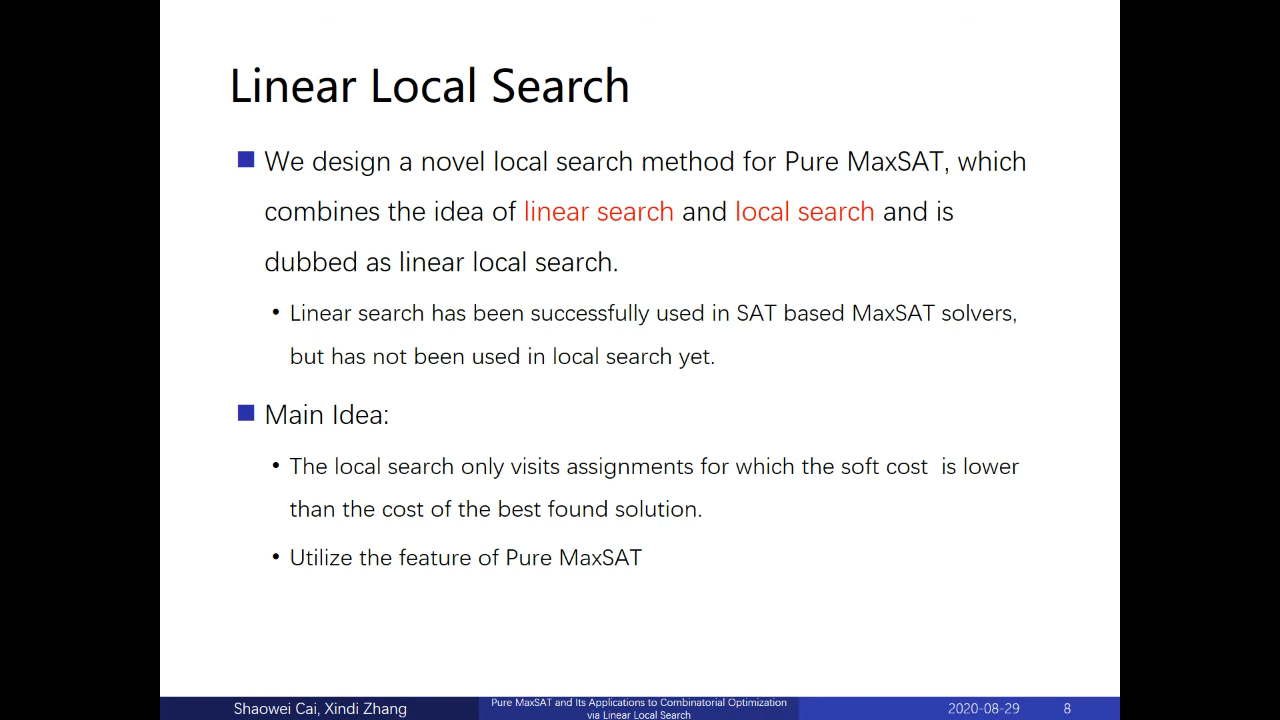 Linear Local Search
We design a novel local search method for Pure MaxSAT, which
combines the idea of linear search and local search and is
dubbed as linear local search.
• Linear search has been successfully used in SAT based MaxSAT solvers,
but has not been used in local search yet.
Main Idea:
• The local search only visits assignments for which the soft cost is lower
than the cost of the best found solution.
• Utilize the feature of Pure MaxSAT
Shaowei Cai, Xindi Zhang
Pure MaxSAT and Its Applications to Combinatorial Optimization
via Linear Local Search
2020-08-29
8